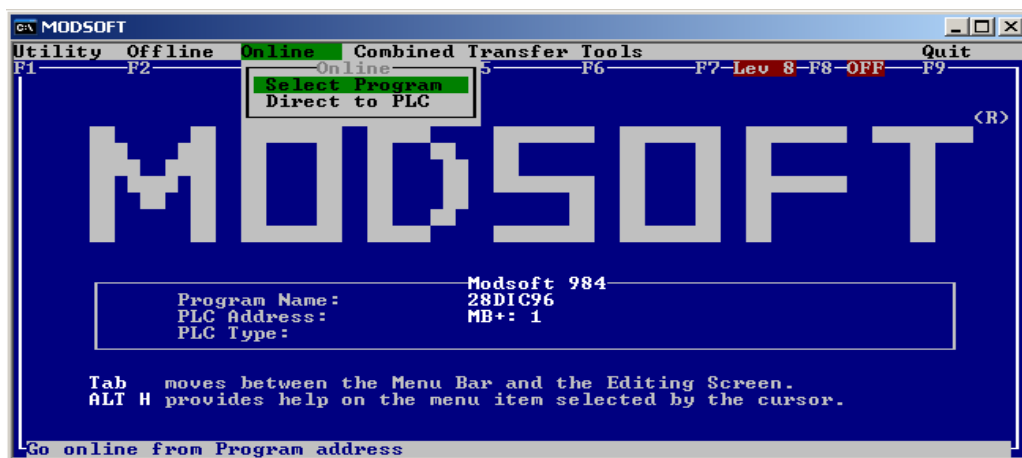 MODSOFT
Utility Offline Online Combined Transfer Tools Quit
F1 F2 Online 5 F6 F7 Lev 8 F8 OFF F9
Select Program
Direct to PLC
(R)
MODSOFT
Modsoft 984
Program Name: 28DIC96
PLC Address: MB+: 1
PLC Type:
Tab moves between the Menu Bar and the Editing Screen.
ALT H provides help on the menu item selected by the cursor.
Go online from Program address